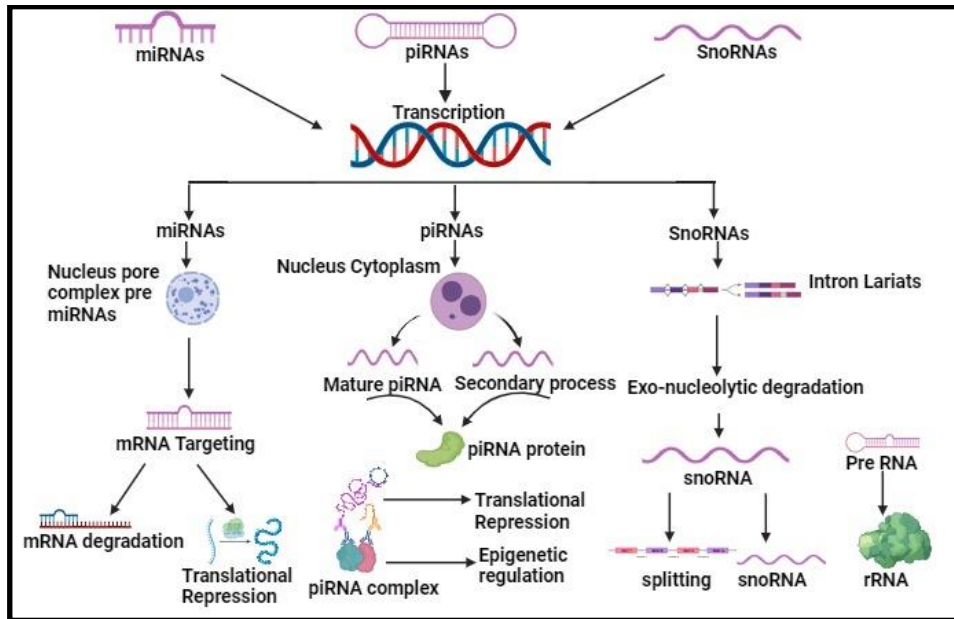 miRNAs
piRNAs
SnoRNAs
Transcription
miRNAs
piRNAs
SnoRNAs
Nucleus pore
complex pre
miRNAs
Nucleus Cytoplasm
Intron Lariats
Mature piRNA
Secondary process
Exo-nucleolytic degradation
mRNA Targeting
piRNA protein
snoRNA
Pre RNA
mRNA degradation
Translational
Repression
piRNA complex
Translational
Repression
Epigenetic
regulation
splitting
snoRNA
rRNA